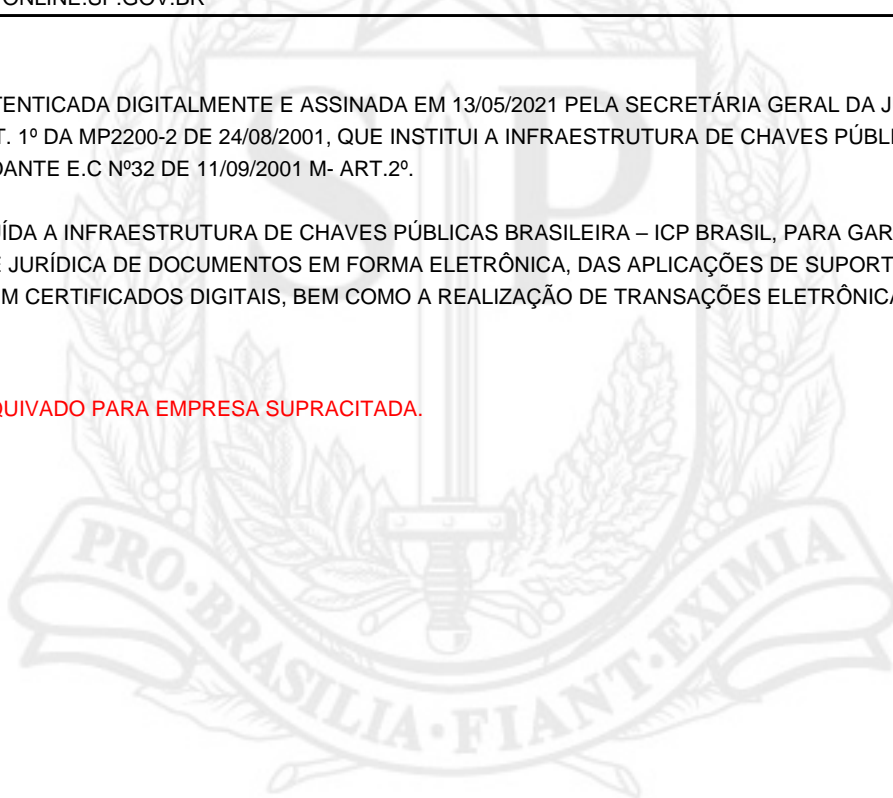 ONLINE.SP.GOV.BR
TENTICADA DIGITALMENTE E ASSINADA EM 13/05/2021 PELA SECRETÁRIA GERAL DA J
T. 1º DA MP2200-2 DE 24/08/2001, QUE INSTITUI A INFRAESTRUTURA DE CHAVES PÚBLI
DANTE E.C Nº32 DE 11/09/2001 M- ART.2º.
ÍDA A INFRAESTRUTURA DE CHAVES PÚBLICAS BRASILEIRA – ICP BRASIL, PARA GAR
E JURÍDICA DE DOCUMENTOS EM FORMA ELETRÔNICA, DAS APLICAÇÕES DE SUPORT
M CERTIFICADOS DIGITAIS, BEM COMO A REALIZAÇÃO DE TRANSAÇÕES ELETRÔNICA
QUIVADO PARA EMPRESA SUPRACITADA.
SP
PRO·BRASILIA·FIANT·EXIMIA